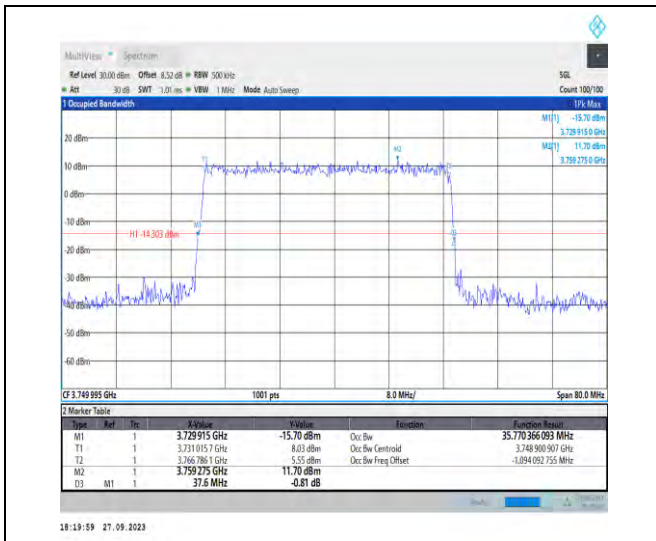 MultiView Spectrum
Ref Level 30.00 dBm Offset 8.52 dB RBW 500 kHz SGL
Att 30 dB SWT 1.01 ms VBW 1 MHz Mode Auto Sweep Count 100/100
1 Occupied Bandwidth 1Pk Max
M1[1] -15.70 dBm
3.729 915 0 GHz
M2[1] 11.70 dBm
3.759 275 0 GHz
20 dBm
M2
T1
10 dBm
0 dBm
-10 dBm
M1
H1 -14.303 dBm
D3
-20 dBm
-30 dBm
-40 dBm
-50 dBm
-60 dBm
CF 3.749 995 GHz 1001 pts 8.0 MHz/ Span 80.0 MHz
2 Marker Table
Type Ref Trc X-Value Y-Value Function Function Result
M1 1 3.729 915 GHz -15.70 dBm Occ Bw 35.770 366 093 MHz
T1 1 3.731 015 7 GHz 8.03 dBm Occ Bw Centroid 3.748 900 907 GHz
T2 1 3.766 786 1 GHz 5.55 dBm Occ Bw Freq Offset -1.094 092 755 MHz
M2 1 3.759 275 GHz 11.70 dBm
D3 M1 1 37.6 MHz -0.81 dB
18:19:59 27.09.2023